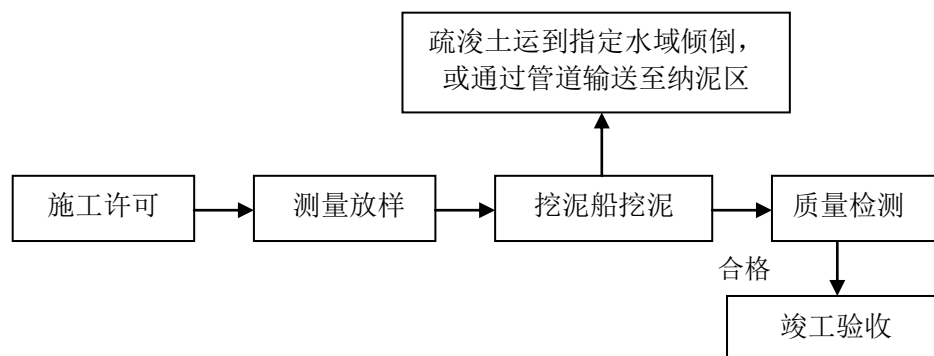 疏浚土运到指定水域倾倒，
或通过管道输送至纳泥区
施工许可
测量放样
挖泥船挖泥
质量检测
合格
竣工验收